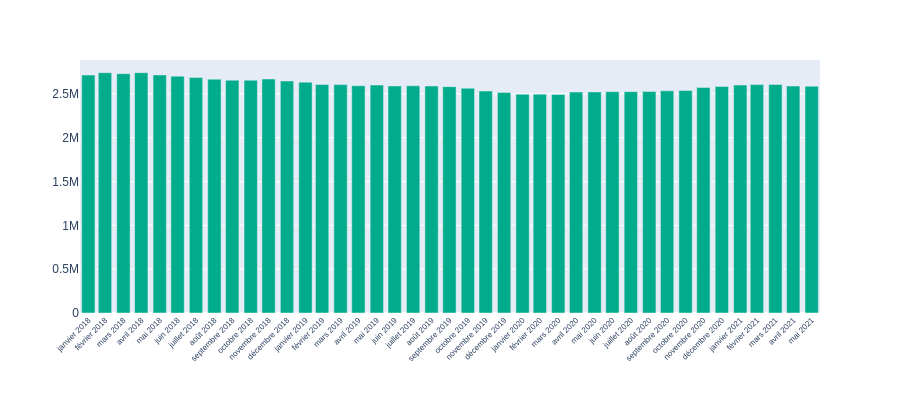 2.5M
2M
1.5M
1M
0.5M
0
janvier 2018
février 2018
mars 2018
avril 2018
mai 2018
juin 2018
juillet 2018
août 2018
septembre 2018
octobre 2018
novembre 2018
décembre 2018
janvier 2019
février 2019
mars 2019
avril 2019
mai 2019
juin 2019
juillet 2019
août 2019
septembre 2019
octobre 2019
novembre 2019
décembre 2019
janvier 2020
février 2020
mars 2020
avril 2020
mai 2020
juin 2020
juillet 2020
août 2020
septembre 2020
octobre 2020
novembre 2020
décembre 2020
janvier 2021
février 2021
mars 2021
avril 2021
mai 2021